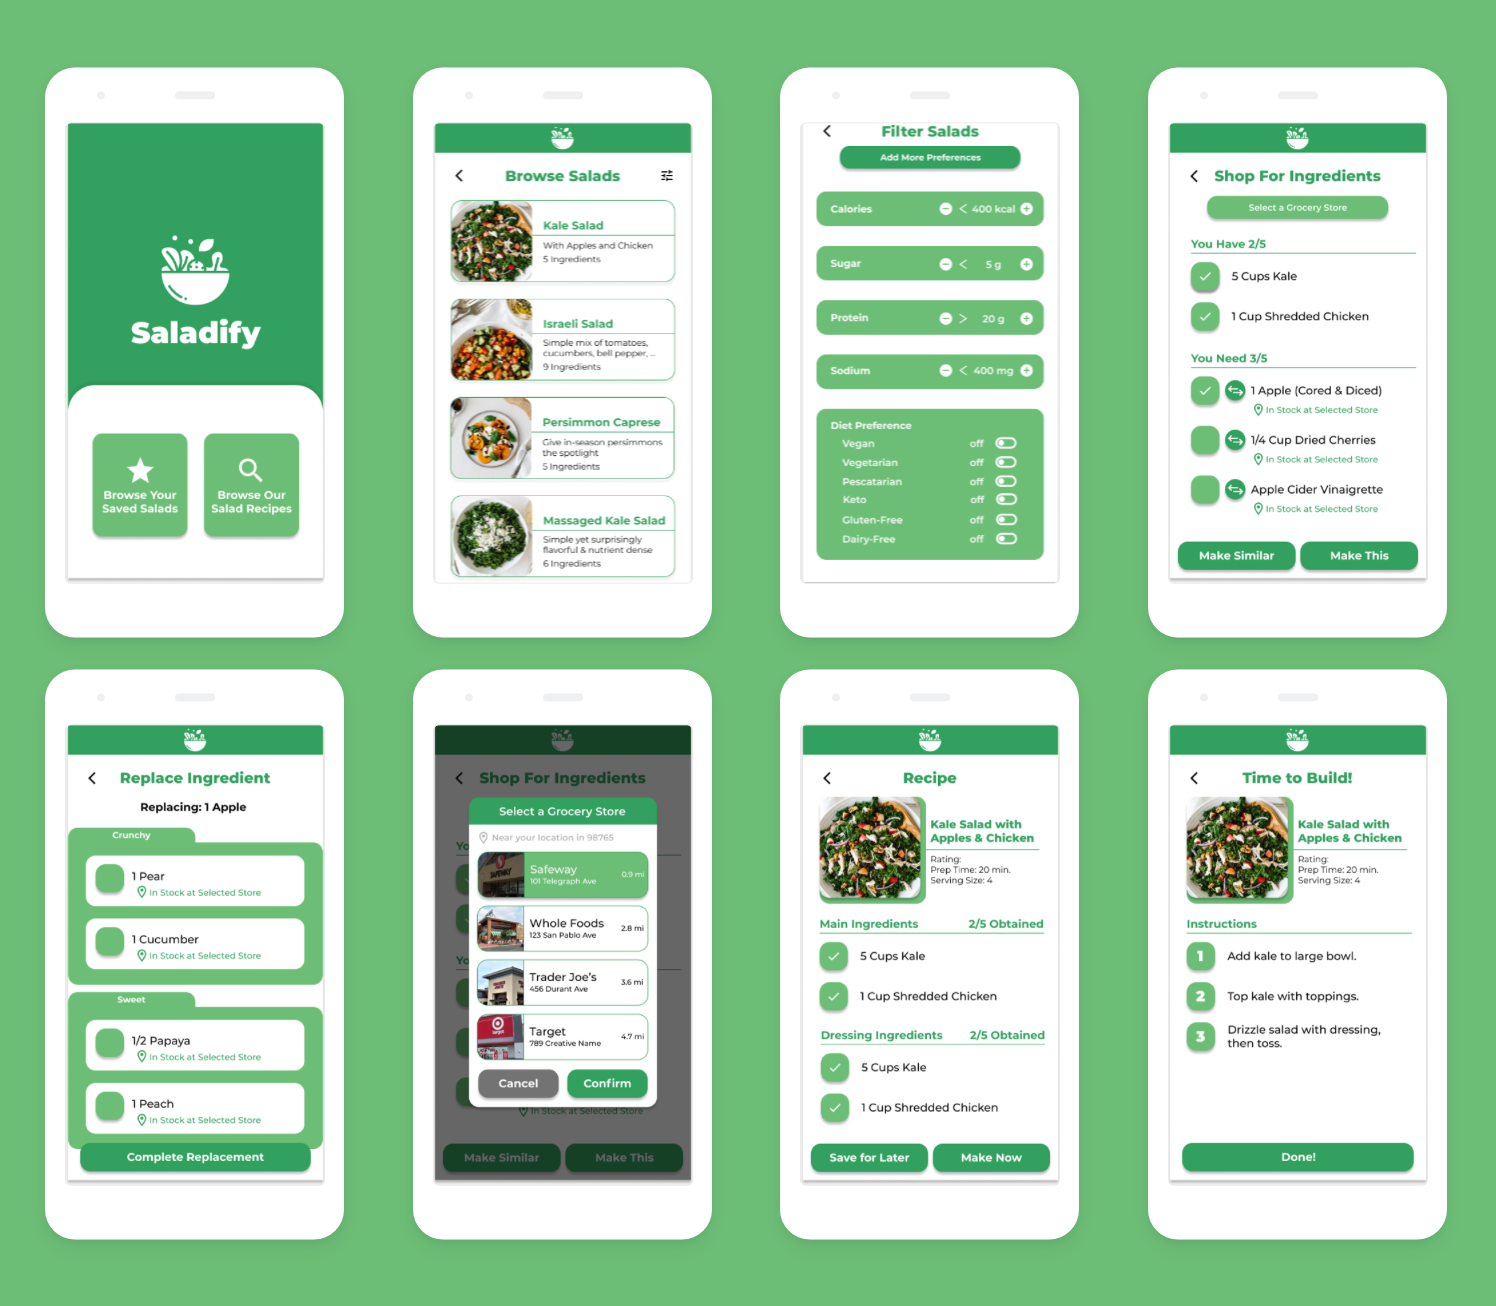 Saladify
Browse Your
Saved Salads
Browse Our
Salad Recipes
Browse Salads
Kale Salad
With Apples and Chicken
5 Ingredients
Israeli Salad
Simple mix of tomatoes,
cucumbers, bell pepper, ...
9 Ingredients
Persimmon Caprese
Give in-season persimmons
the spotlight
5 Ingredients
Massaged Kale Salad
Simple yet surprisingly
flavorful & nutrient dense
6 Ingredients
Filter Salads
Add More Preferences
Calories < 400 kcal
Sugar < 5 g
Protein > 20 g
Sodium < 400 mg
Diet Preference
Vegan off
Vegetarian off
Pescatarian off
Keto off
Gluten-Free off
Dairy-Free off
Shop For Ingredients
Select a Grocery Store
You Have 2/5
5 Cups Kale
1 Cup Shredded Chicken
You Need 3/5
1 Apple (Cored & Diced)
In Stock at Selected Store
1/4 Cup Dried Cherries
In Stock at Selected Store
Apple Cider Vinaigrette
In Stock at Selected Store
Make Similar Make This
Replace Ingredient
Replacing: 1 Apple
Crunchy
1 Pear
In Stock at Selected Store
1 Cucumber
In Stock at Selected Store
Sweet
1/2 Papaya
In Stock at Selected Store
1 Peach
In Stock at Selected Store
Complete Replacement
Shop For Ingredients
Select a Grocery Store
Near your location in 98765
Yo
SAFEWAY
Safeway
101 Telegraph Ave
0.9 mi
Whole Foods
123 San Pablo Ave
2.8 mi
Yo
Trader Joe's
456 Durant Ave
3.6 mi
Target
789 Creative Name
4.7 mi
Cancel Confirm
In Stock at Selected Store
Make Similar Make This
Recipe
Kale Salad with
Apples & Chicken
Rating:
Prep Time: 20 min.
Serving Size: 4
Main Ingredients 2/5 Obtained
5 Cups Kale
1 Cup Shredded Chicken
Dressing Ingredients 2/5 Obtained
5 Cups Kale
1 Cup Shredded Chicken
Save for Later Make Now
Time to Build!
Kale Salad with
Apples & Chicken
Rating:
Prep Time: 20 min.
Serving Size: 4
Instructions
1 Add kale to large bowl.
2 Top kale with toppings.
3 Drizzle salad with dressing,
then toss.
Done!